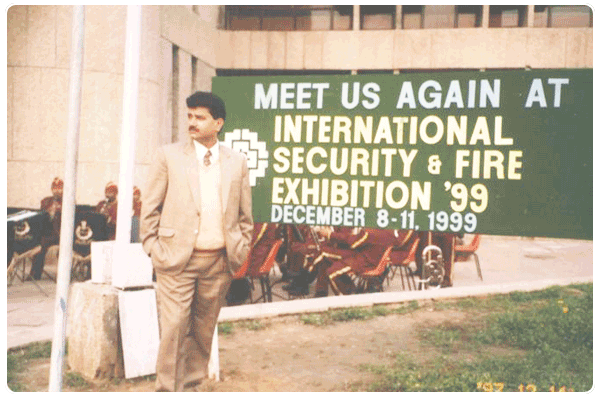 MEET US AGAIN AT
INTERNATIONAL
SECURITY & FIRE
EXHIBITION '99
DECEMBER 8-11, 1999